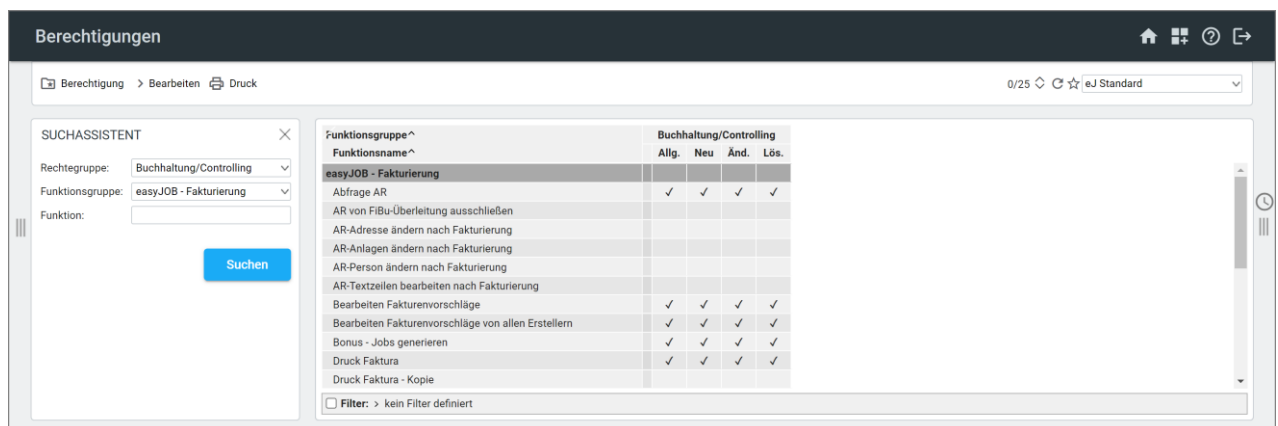 Berechtigungen
Berechtigung > Bearbeiten Druck
0/25 eJ Standard
SUCHASSISTENT
Rechtegruppe: Buchhaltung/Controlling
Funktionsgruppe: easyJOB - Fakturierung
Funktion:
Suchen
Funktionsgruppe^ Buchhaltung/Controlling
Funktionsname^ Allg. Neu Änd. Lös.
easyJOB - Fakturierung
Abfrage AR ✓ ✓ ✓ ✓
AR von FiBu-Überleitung ausschließen
AR-Adresse ändern nach Fakturierung
AR-Anlagen ändern nach Fakturierung
AR-Person ändern nach Fakturierung
AR-Textzeilen bearbeiten nach Fakturierung
Bearbeiten Fakturenvorschläge ✓ ✓ ✓ ✓
Bearbeiten Fakturenvorschläge von allen Erstellern ✓ ✓ ✓ ✓
Bonus - Jobs generieren ✓ ✓ ✓ ✓
Druck Faktura ✓ ✓ ✓ ✓
Druck Faktura - Kopie
Filter: > kein Filter definiert